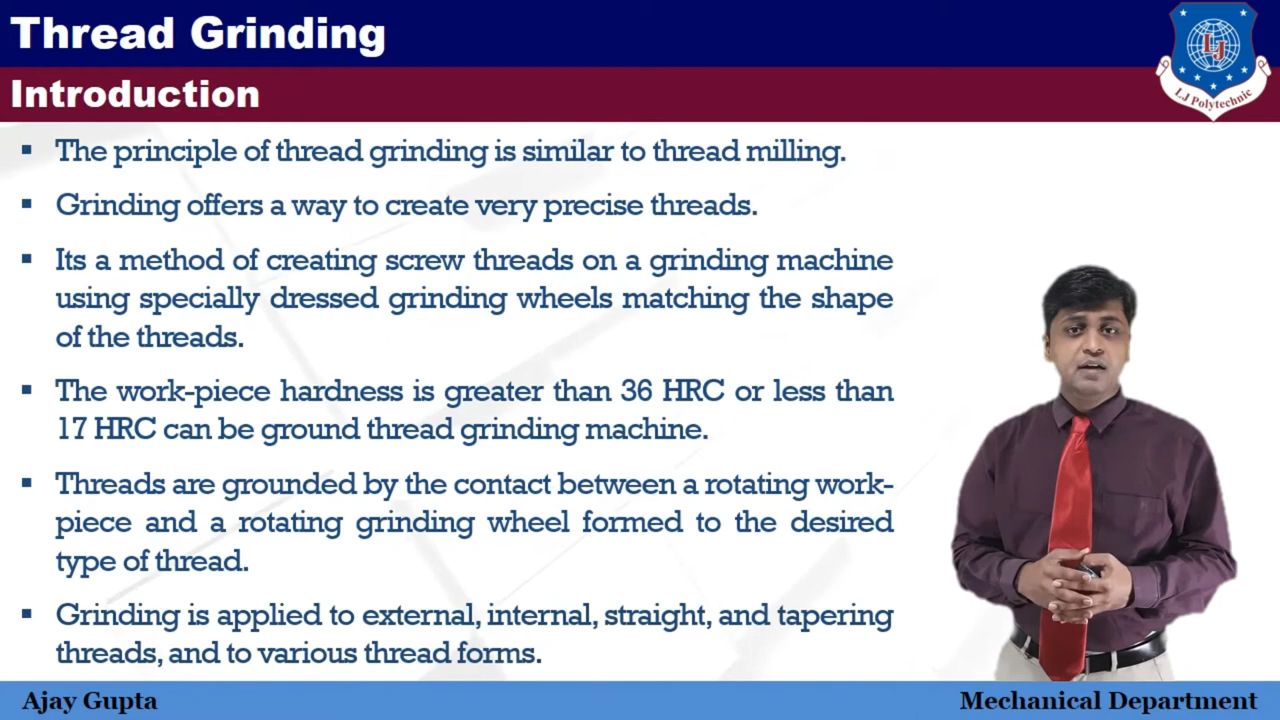 Thread Grinding
Introduction
LJ
LJ Polytechnic
▪ The principle of thread grinding is similar to thread milling.
▪ Grinding offers a way to create very precise threads.
▪ Its a method of creating screw threads on a grinding machine
using specially dressed grinding wheels matching the shape
of the threads.
▪ The work-piece hardness is greater than 36 HRC or less than
17 HRC can be ground thread grinding machine.
▪ Threads are grounded by the contact between a rotating work-
piece and a rotating grinding wheel formed to the desired
type of thread.
▪ Grinding is applied to external, internal, straight, and tapering
threads, and to various thread forms.
Ajay Gupta
Mechanical Department